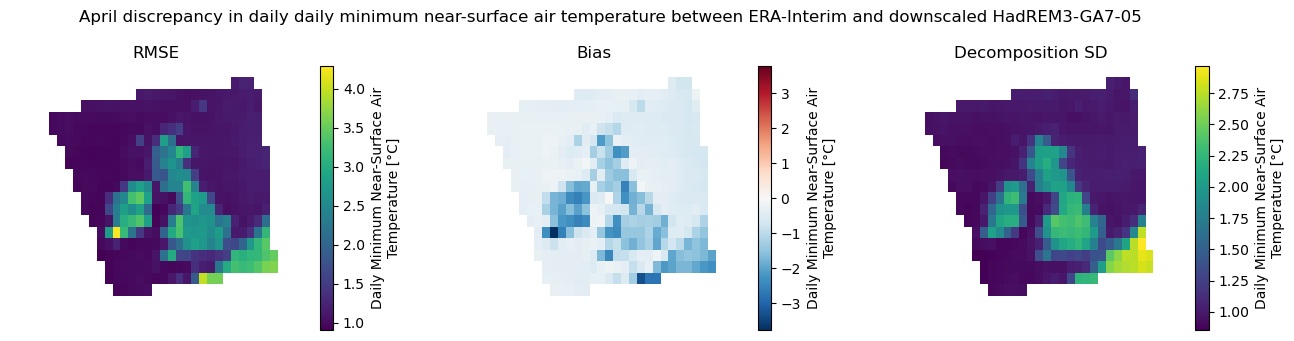 April discrepancy in daily daily minimum near-surface air temperature between ERA-Interim and downscaled HadREM3-GA7-05
RMSE
4.0
3.5
3.0
2.5
2.0
1.5
1.0
Daily Minimum Near-Surface Air
Temperature [°C]
Bias
3
2
1
0
−1
−2
−3
Daily Minimum Near-Surface Air
Temperature [°C]
Decomposition SD
2.75
2.50
2.25
2.00
1.75
1.50
1.25
1.00
Daily Minimum Near-Surface Air
Temperature [°C]